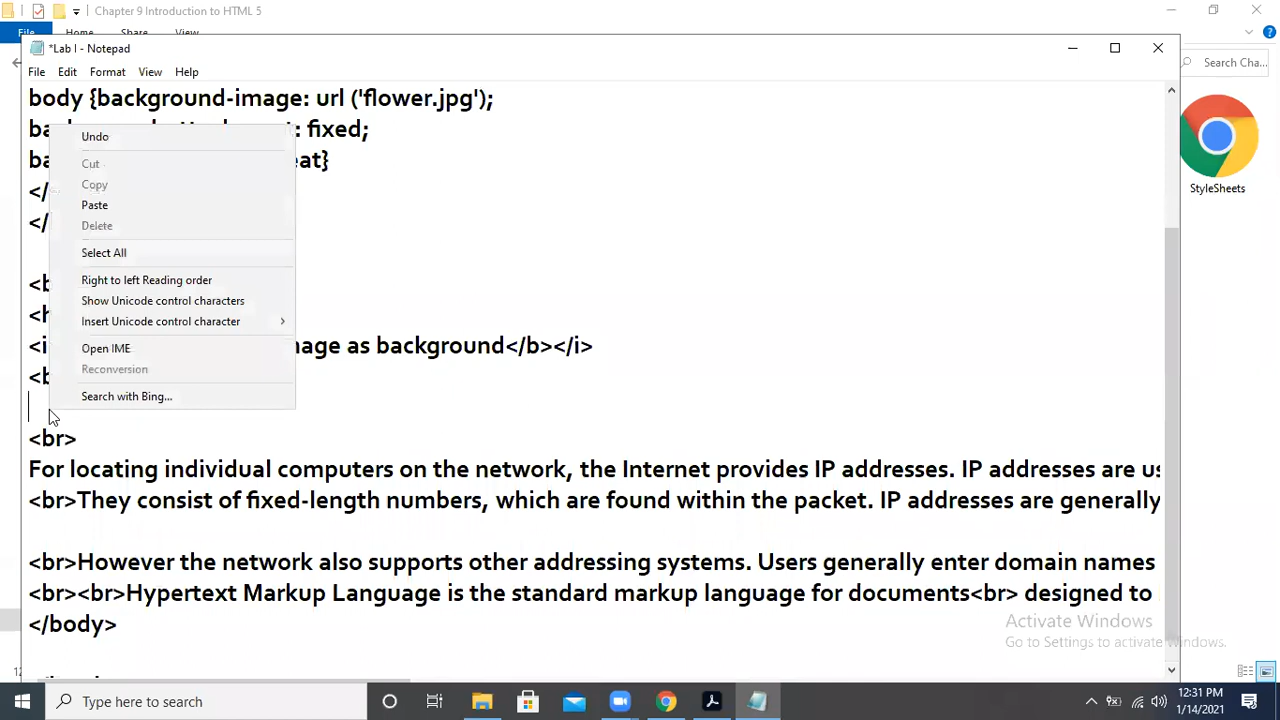 Chapter 9 Introduction to HTML 5
File Home Share View
*Lab I - Notepad
Search Cha...
File Edit Format View Help
body {background-image: url ('flower.jpg');
fixed;
eat}
</
</
<b
<h
<i mage as background</b></i>
<b
<br>
For locating individual computers on the network, the Internet provides IP addresses. IP addresses are us
<br>They consist of fixed-length numbers, which are found within the packet. IP addresses are generally
<br>However the network also supports other addressing systems. Users generally enter domain names
<br><br>Hypertext Markup Language is the standard markup language for documents<br> designed to
</body>
Undo
Cut
Copy
Paste
Delete
Select All
Right to left Reading order
Show Unicode control characters
Insert Unicode control character
Open IME
Reconversion
Search with Bing...
StyleSheets
Activate Windows
Go to Settings to activate Windows.
Type here to search
12:31 PM
1/14/2021